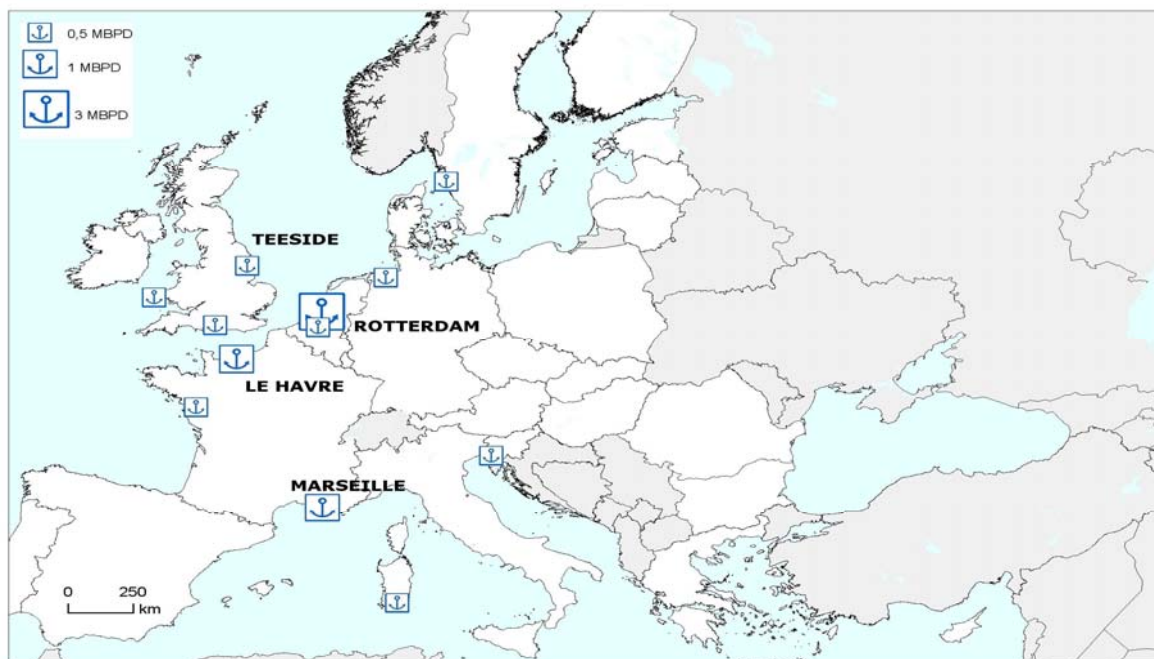 0,5 MBPD
1 MBPD
3 MBPD
TEESIDE
ROTTERDAM
LE HAVRE
MARSEILLE
0 250
km